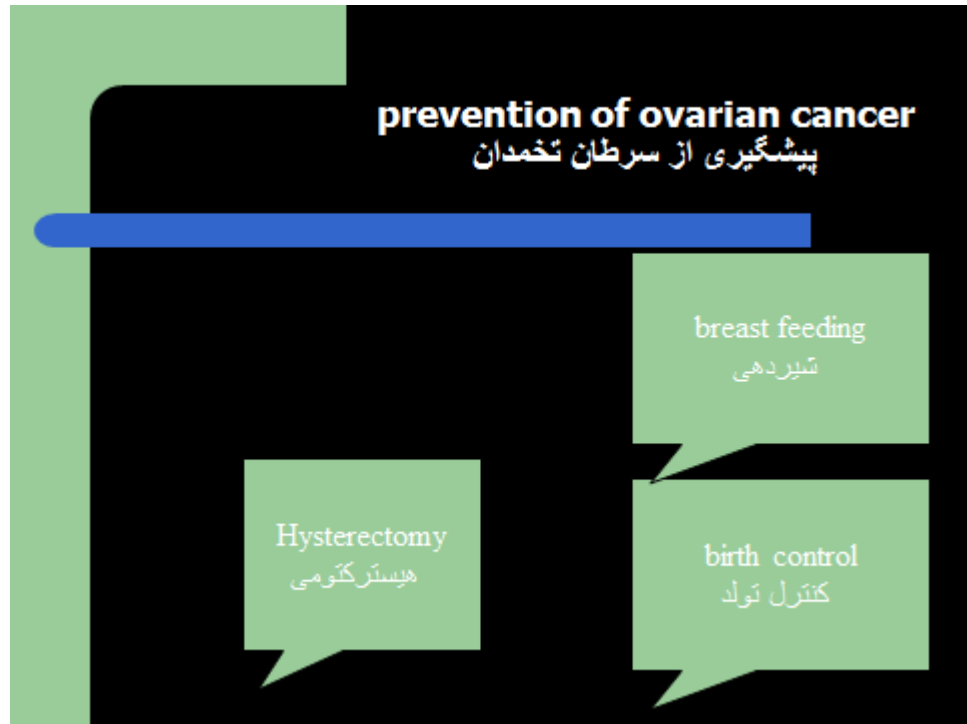 prevention of ovarian cancer
پیشگیری از سرطان تخمدان
breast feeding
شیردهی
Hysterectomy
هیسترکتومی
birth control
کنترل تولد